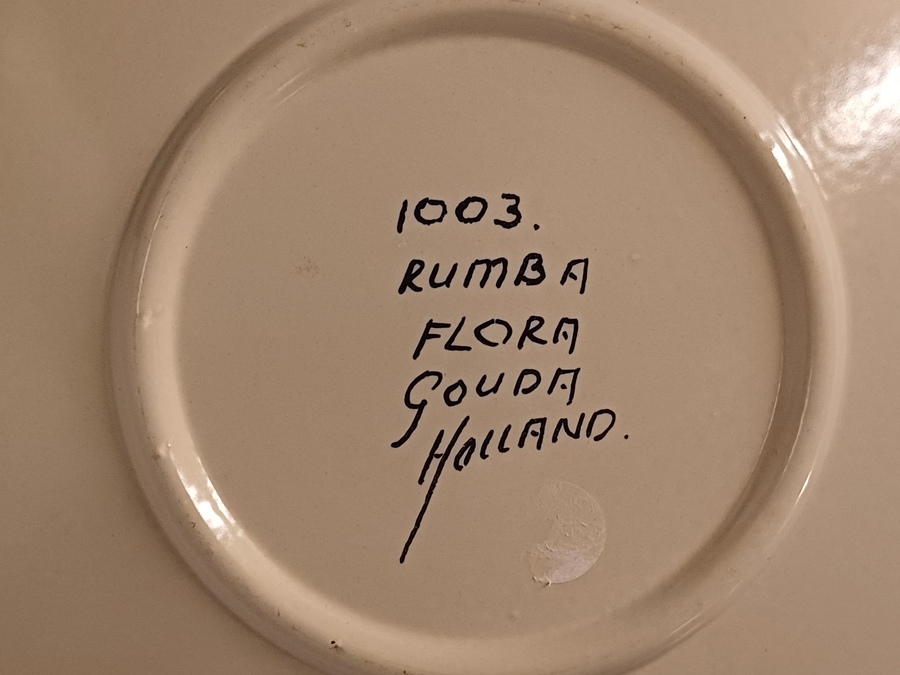 1003.
RUMBA
FLORA
GOUDA
HOLLAND.